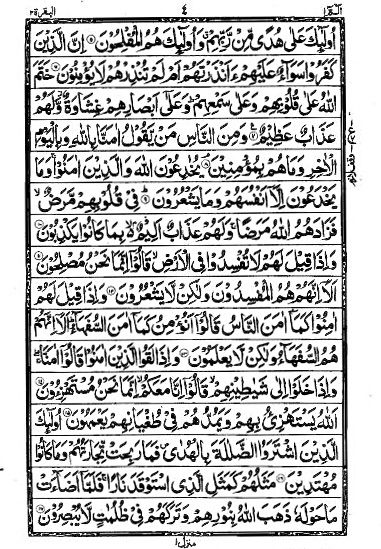 البقرة ٢
٤
الٓمٓ ١
اُولٰٓئِكَ عَلٰى هُدًى مِّنْ رَّبِّهِمْ ۙ وَاُولٰٓئِكَ هُمُ الْمُفْلِحُوْنَ ۝ اِنَّ الَّذِيْنَ
كَفَرُوْا سَوَآءٌ عَلَيْهِمْ ءَاَنْذَرْتَهُمْ اَمْ لَمْ تُنْذِرْهُمْ لَا يُؤْمِنُوْنَ ۝ خَتَمَ
اللّٰهُ عَلٰى قُلُوْبِهِمْ وَعَلٰى سَمْعِهِمْ ؕ وَعَلٰٓى اَبْصَارِهِمْ غِشَاوَةٌ ۫ وَّلَهُمْ
عَذَابٌ عَظِيْمٌ ۝ وَمِنَ النَّاسِ مَنْ يَّقُوْلُ اٰمَنَّا بِاللّٰهِ وَبِالْيَوْمِ
الْاٰخِرِ وَمَا هُمْ بِمُؤْمِنِيْنَ ۝ يُخٰدِعُوْنَ اللّٰهَ وَالَّذِيْنَ اٰمَنُوْا ۚ وَمَا
يَخْدَعُوْنَ اِلَّآ اَنْفُسَهُمْ وَمَا يَشْعُرُوْنَ ۝ فِيْ قُلُوْبِهِمْ مَّرَضٌ ۙ
فَزَادَهُمُ اللّٰهُ مَرَضًا ۚ وَلَهُمْ عَذَابٌ اَلِيْمٌۢ ۙ بِمَا كَانُوْا يَكْذِبُوْنَ ۝
وَاِذَا قِيْلَ لَهُمْ لَا تُفْسِدُوْا فِي الْاَرْضِ ۙ قَالُوْٓا اِنَّمَا نَحْنُ مُصْلِحُوْنَ ۝
اَلَآ اِنَّهُمْ هُمُ الْمُفْسِدُوْنَ وَلٰكِنْ لَّا يَشْعُرُوْنَ ۝ وَاِذَا قِيْلَ لَهُمْ
اٰمِنُوْا كَمَآ اٰمَنَ النَّاسُ قَالُوْٓا اَنُؤْمِنُ كَمَآ اٰمَنَ السُّفَهَآءُ ؕ اَلَآ اِنَّهُمْ
هُمُ السُّفَهَآءُ وَلٰكِنْ لَّا يَعْلَمُوْنَ ۝ وَاِذَا لَقُوا الَّذِيْنَ اٰمَنُوْا قَالُوْٓا اٰمَنَّا ۚۖ
وَاِذَا خَلَوْا اِلٰى شَيٰطِيْنِهِمْ ۙ قَالُوْٓا اِنَّا مَعَكُمْ ۙ اِنَّمَا نَحْنُ مُسْتَهْزِءُوْنَ ۝
اَللّٰهُ يَسْتَهْزِئُ بِهِمْ وَيَمُدُّهُمْ فِيْ طُغْيَانِهِمْ يَعْمَهُوْنَ ۝ اُولٰٓئِكَ
الَّذِيْنَ اشْتَرَوُا الضَّلٰلَةَ بِالْهُدٰى ۪ فَمَا رَبِحَتْ تِّجَارَتُهُمْ وَمَا كَانُوْا
مُهْتَدِيْنَ ۝ مَثَلُهُمْ كَمَثَلِ الَّذِي اسْتَوْقَدَ نَارًا ۚ فَلَمَّآ اَضَآءَتْ
مَا حَوْلَهٗ ذَهَبَ اللّٰهُ بِنُوْرِهِمْ وَتَرَكَهُمْ فِيْ ظُلُمٰتٍ لَّا يُبْصِرُوْنَ ۝
منزل ١